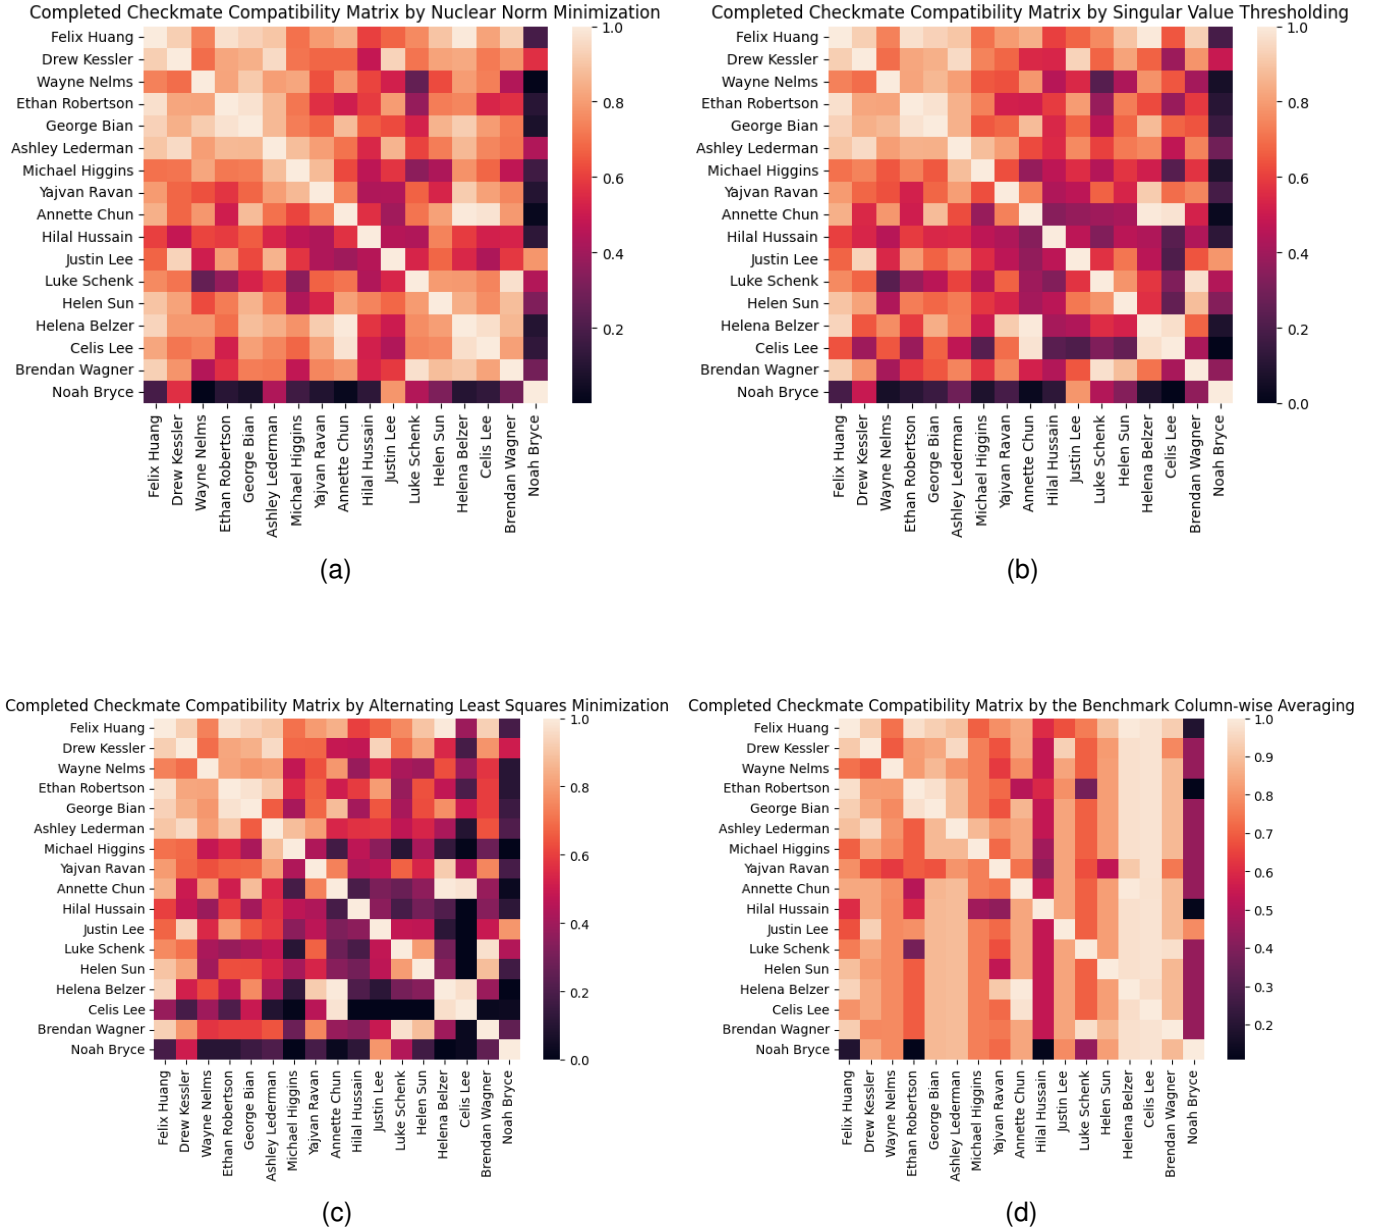 Completed Checkmate Compatibility Matrix by Nuclear Norm Minimization
Felix Huang
Drew Kessler
Wayne Nelms
Ethan Robertson
George Bian
Ashley Lederman
Michael Higgins
Yajvan Ravan
Annette Chun
Hilal Hussain
Justin Lee
Luke Schenk
Helen Sun
Helena Belzer
Celis Lee
Brendan Wagner
Noah Bryce
Felix Huang
Drew Kessler
Wayne Nelms
Ethan Robertson
George Bian
Ashley Lederman
Michael Higgins
Yajvan Ravan
Annette Chun
Hilal Hussain
Justin Lee
Luke Schenk
Helen Sun
Helena Belzer
Celis Lee
Brendan Wagner
Noah Bryce
1.0
0.8
0.6
0.4
0.2
(a)
Completed Checkmate Compatibility Matrix by Singular Value Thresholding
Felix Huang
Drew Kessler
Wayne Nelms
Ethan Robertson
George Bian
Ashley Lederman
Michael Higgins
Yajvan Ravan
Annette Chun
Hilal Hussain
Justin Lee
Luke Schenk
Helen Sun
Helena Belzer
Celis Lee
Brendan Wagner
Noah Bryce
Felix Huang
Drew Kessler
Wayne Nelms
Ethan Robertson
George Bian
Ashley Lederman
Michael Higgins
Yajvan Ravan
Annette Chun
Hilal Hussain
Justin Lee
Luke Schenk
Helen Sun
Helena Belzer
Celis Lee
Brendan Wagner
Noah Bryce
1.0
0.8
0.6
0.4
0.2
0.0
(b)
Completed Checkmate Compatibility Matrix by Alternating Least Squares Minimization
Felix Huang
Drew Kessler
Wayne Nelms
Ethan Robertson
George Bian
Ashley Lederman
Michael Higgins
Yajvan Ravan
Annette Chun
Hilal Hussain
Justin Lee
Luke Schenk
Helen Sun
Helena Belzer
Celis Lee
Brendan Wagner
Noah Bryce
Felix Huang
Drew Kessler
Wayne Nelms
Ethan Robertson
George Bian
Ashley Lederman
Michael Higgins
Yajvan Ravan
Annette Chun
Hilal Hussain
Justin Lee
Luke Schenk
Helen Sun
Helena Belzer
Celis Lee
Brendan Wagner
Noah Bryce
1.0
0.8
0.6
0.4
0.2
0.0
(c)
Completed Checkmate Compatibility Matrix by the Benchmark Column-wise Averaging
Felix Huang
Drew Kessler
Wayne Nelms
Ethan Robertson
George Bian
Ashley Lederman
Michael Higgins
Yajvan Ravan
Annette Chun
Hilal Hussain
Justin Lee
Luke Schenk
Helen Sun
Helena Belzer
Celis Lee
Brendan Wagner
Noah Bryce
Felix Huang
Drew Kessler
Wayne Nelms
Ethan Robertson
George Bian
Ashley Lederman
Michael Higgins
Yajvan Ravan
Annette Chun
Hilal Hussain
Justin Lee
Luke Schenk
Helen Sun
Helena Belzer
Celis Lee
Brendan Wagner
Noah Bryce
1.0
0.9
0.8
0.7
0.6
0.5
0.4
0.3
0.2
(d)